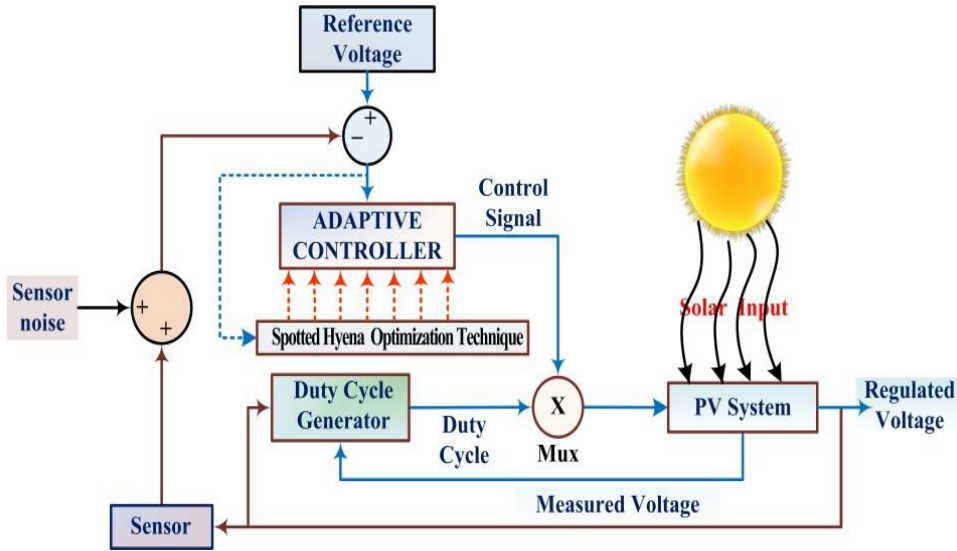 Reference
Voltage
+
−
Control
Signal
ADAPTIVE
CONTROLLER
Sensor
noise
+
+
Solar Input
Spotted Hyena Optimization Technique
Duty Cycle
Generator
Duty
Cycle
X
Mux
PV System
Regulated
Voltage
Measured Voltage
Sensor